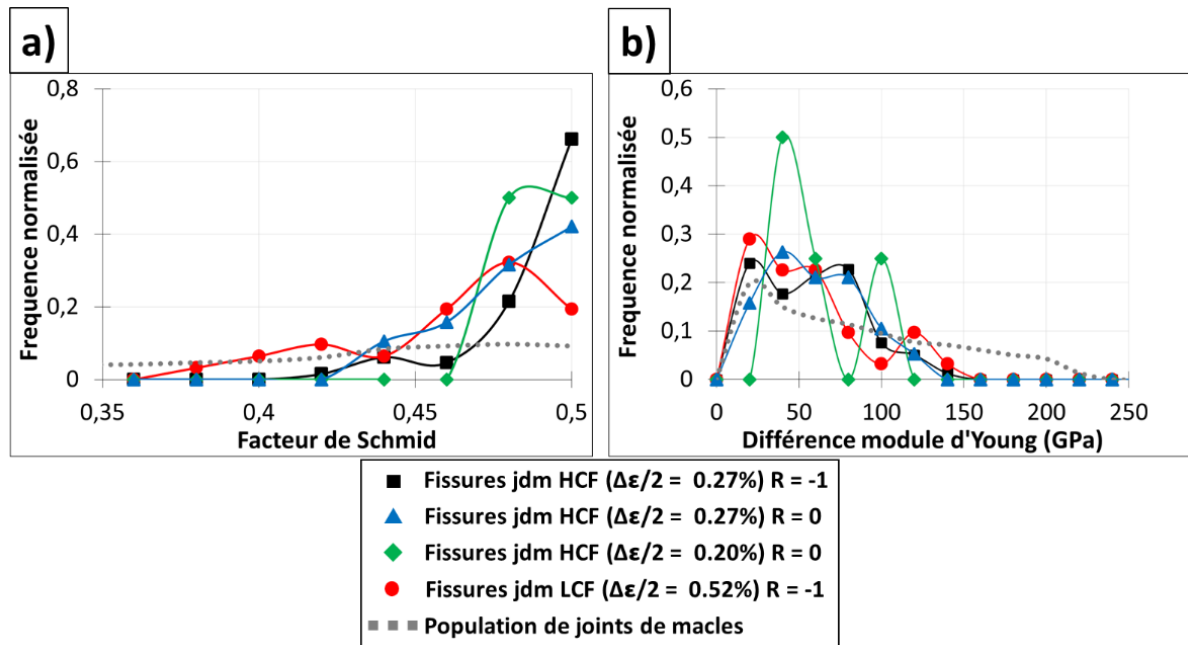 a)
Frequence normalisée
0,8
0,6
0,4
0,2
0
0,35
0,4
0,45
0,5
Facteur de Schmid
b)
Frequence normalisée
0,6
0,5
0,4
0,3
0,2
0,1
0
0
50
100
150
200
250
Différence module d'Young (GPa)
Fissures jdm HCF (Δε/2 = 0.27%) R = -1
Fissures jdm HCF (Δε/2 = 0.27%) R = 0
Fissures jdm HCF (Δε/2 = 0.20%) R = 0
Fissures jdm LCF (Δε/2 = 0.52%) R = -1
Population de joints de macles